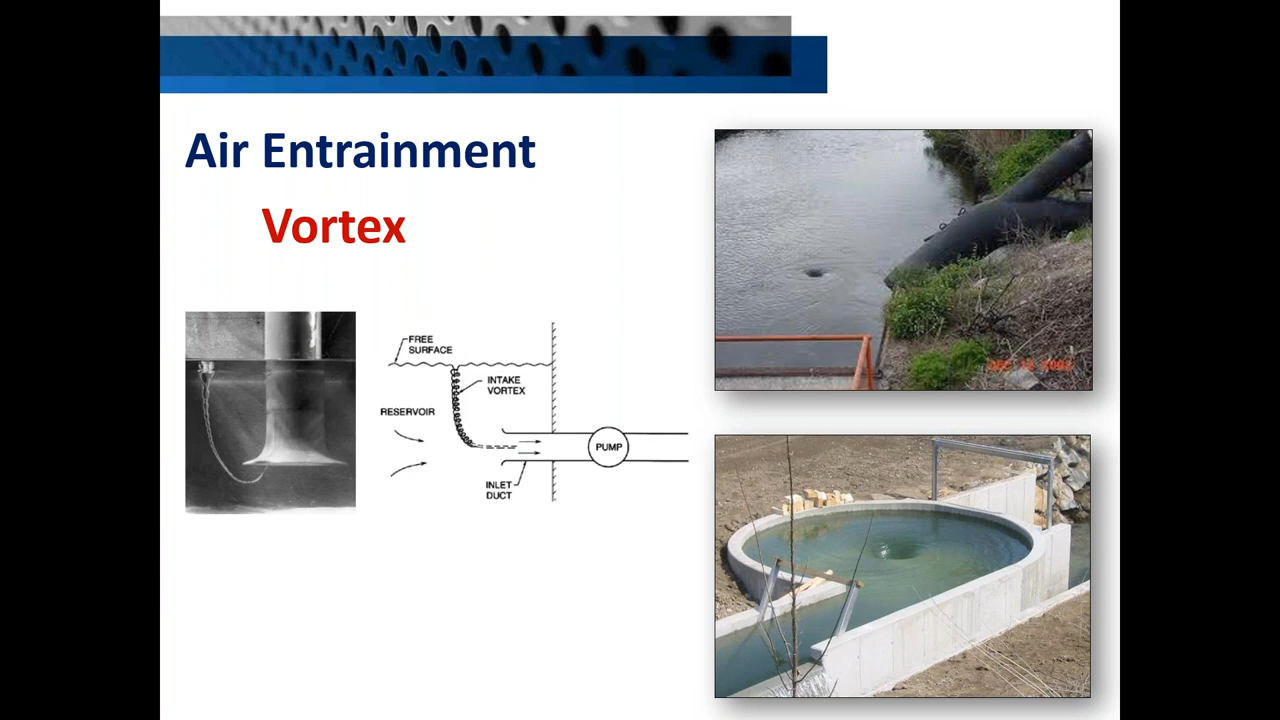 Air Entrainment
Vortex
FREE
SURFACE
INTAKE
VORTEX
RESERVOIR
PUMP
INLET
DUCT